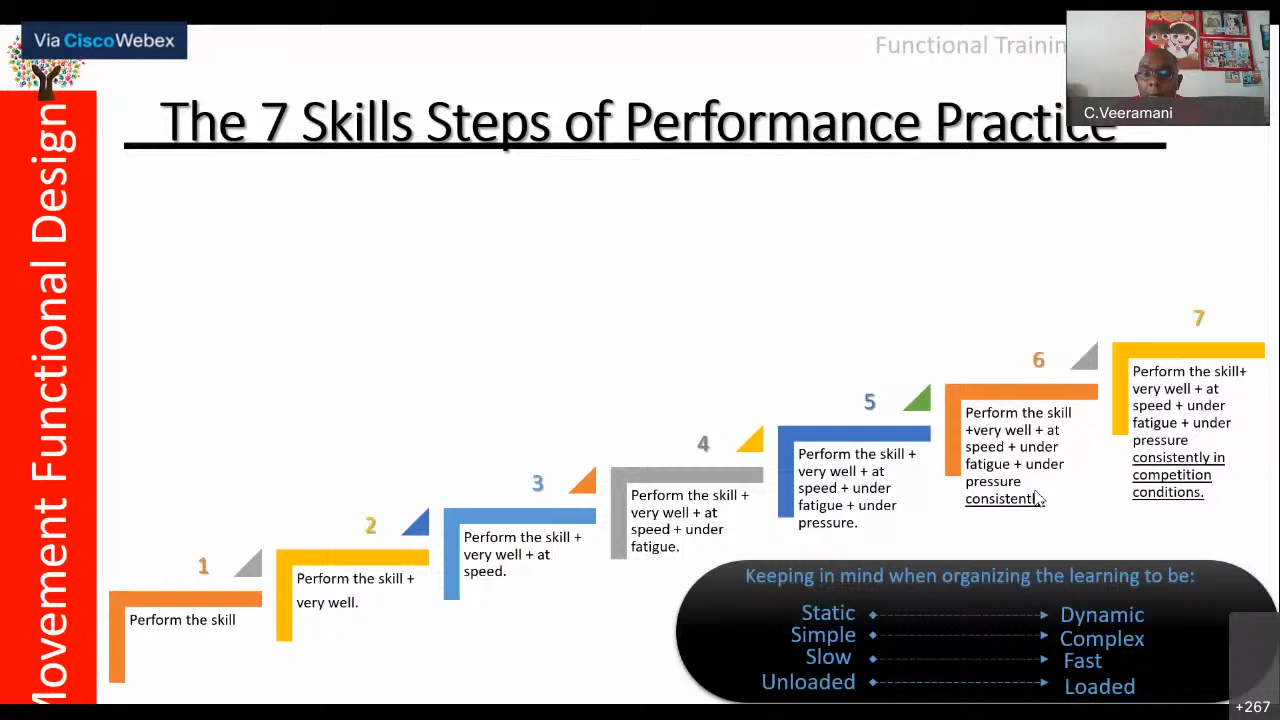 Via Cisco Webex
Functional Trainin
C.Veeramani
The 7 Skills Steps of Performance Practice
Movement Functional Design
1
Perform the skill
2
Perform the skill +
very well.
3
Perform the skill +
very well + at
speed.
4
Perform the skill +
very well + at
speed + under
fatigue.
5
Perform the skill +
very well + at
speed + under
fatigue + under
pressure.
6
Perform the skill
+very well + at
speed + under
fatigue + under
pressure
consistently
7
Perform the skill+
very well + at
speed + under
fatigue + under
pressure
consistently in
competition
conditions.
Keeping in mind when organizing the learning to be:
Static Dynamic
Simple Complex
Slow Fast
Unloaded Loaded
+267